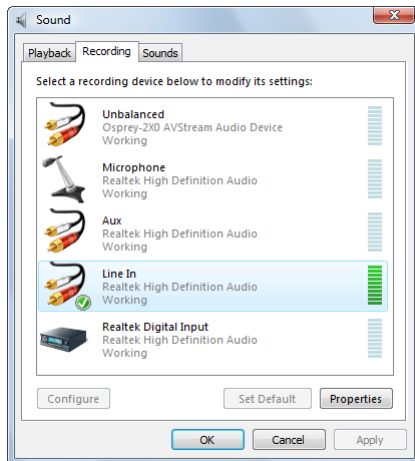 Sound
Playback Recording Sounds
Select a recording device below to modify its settings:
Unbalanced
Osprey-2X0 AVStream Audio Device
Working
Microphone
Realtek High Definition Audio
Working
Aux
Realtek High Definition Audio
Working
Line In
Realtek High Definition Audio
Working
Realtek Digital Input
Realtek High Definition Audio
Working
Configure Set Default Properties
OK Cancel Apply